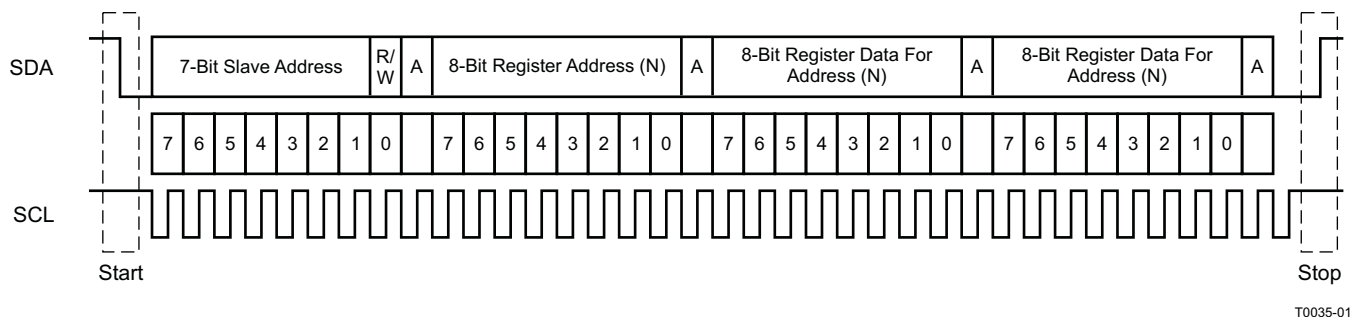 SDA
7-Bit Slave Address
R/
W
A
8-Bit Register Address (N)
A
8-Bit Register Data For
Address (N)
A
8-Bit Register Data For
Address (N)
A
7 6 5 4 3 2 1 0 7 6 5 4 3 2 1 0 7 6 5 4 3 2 1 0 7 6 5 4 3 2 1 0
SCL
Start
Stop
T0035-01